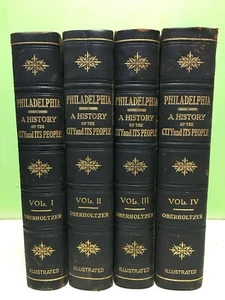 PHILADELPHIA
A HISTORY
OF THE
CITY and ITS PEOPLE
VOL. I
OBERHOLTZER
ILLUSTRATED
PHILADELPHIA
A HISTORY
OF THE
CITY and ITS PEOPLE
VOL. II
OBERHOLTZER
ILLUSTRATED
PHILADELPHIA
A HISTORY
OF THE
CITY and ITS PEOPLE
VOL. III
OBERHOLTZER
ILLUSTRATED
PHILADELPHIA
A HISTORY
OF THE
CITY and ITS PEOPLE
VOL. IV
OBERHOLTZER
ILLUSTRATED